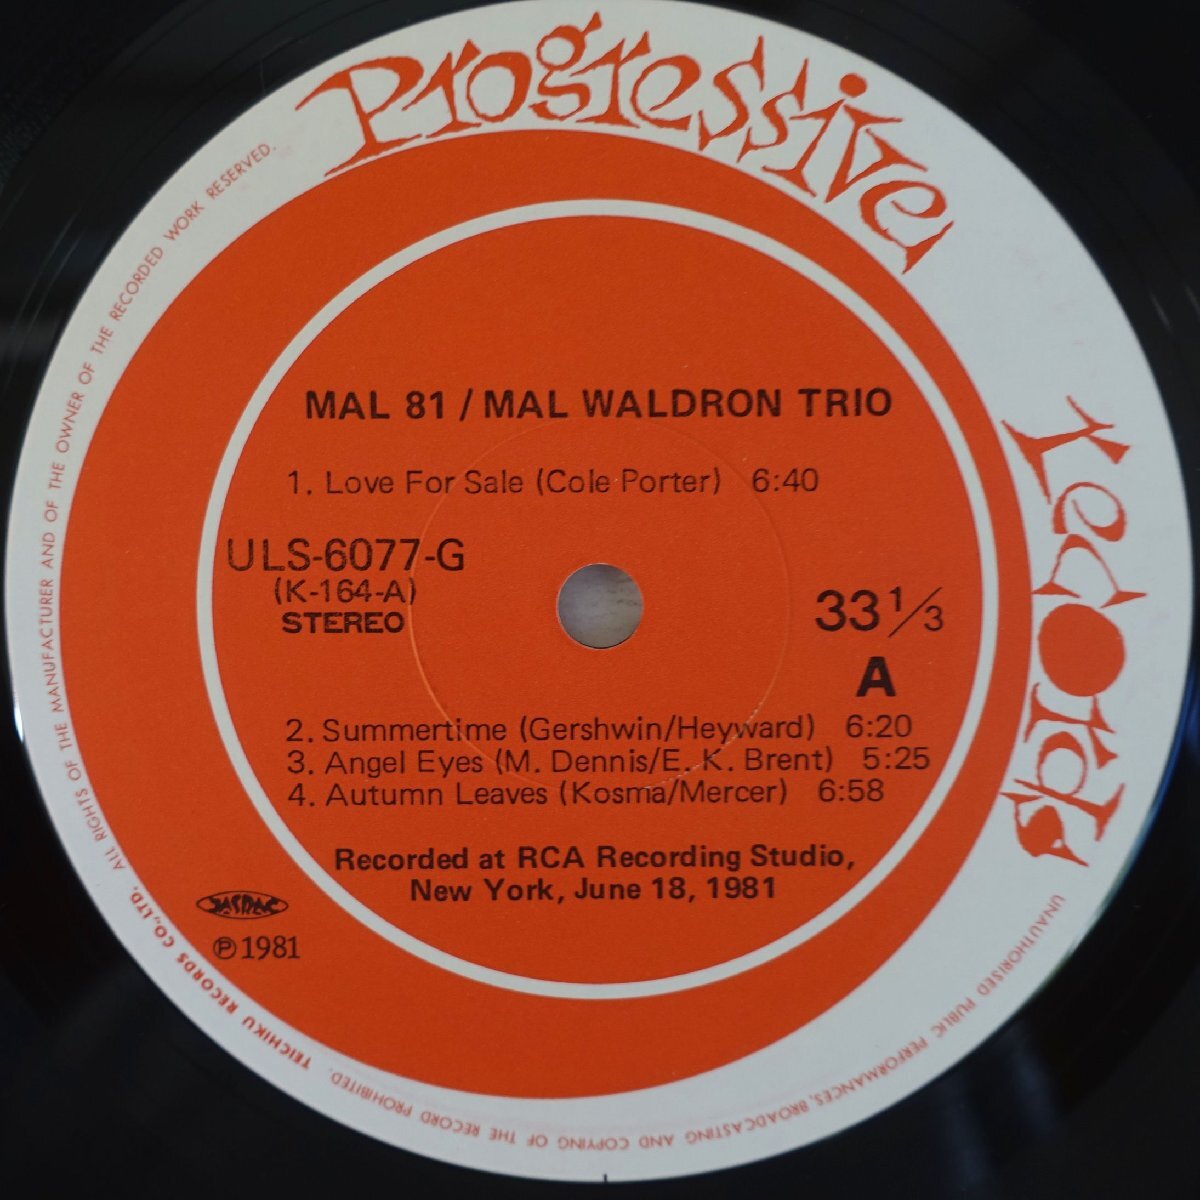 Progressive
records
MAL 81 / MAL WALDRON TRIO
1. Love For Sale (Cole Porter) 6:40
ULS-6077-G
(K-164-A)
STEREO
33 1/3
A
2. Summertime (Gershwin/Heyward) 6:20
3. Angel Eyes (M. Dennis/E. K. Brent) 5:25
4. Autumn Leaves (Kosma/Mercer) 6:58
Recorded at RCA Recording Studio,
New York, June 18, 1981
JASRAC
℗1981
TEICHIKU RECORDS CO.,LTD. ALL RIGHTS OF THE MANUFACTURER AND OF THE OWNER OF THE RECORDED WORK RESERVED.
UNAUTHORISED PUBLIC PERFORMANCES, BROADCASTING AND COPYING OF THE RECORD PROHIBITED.